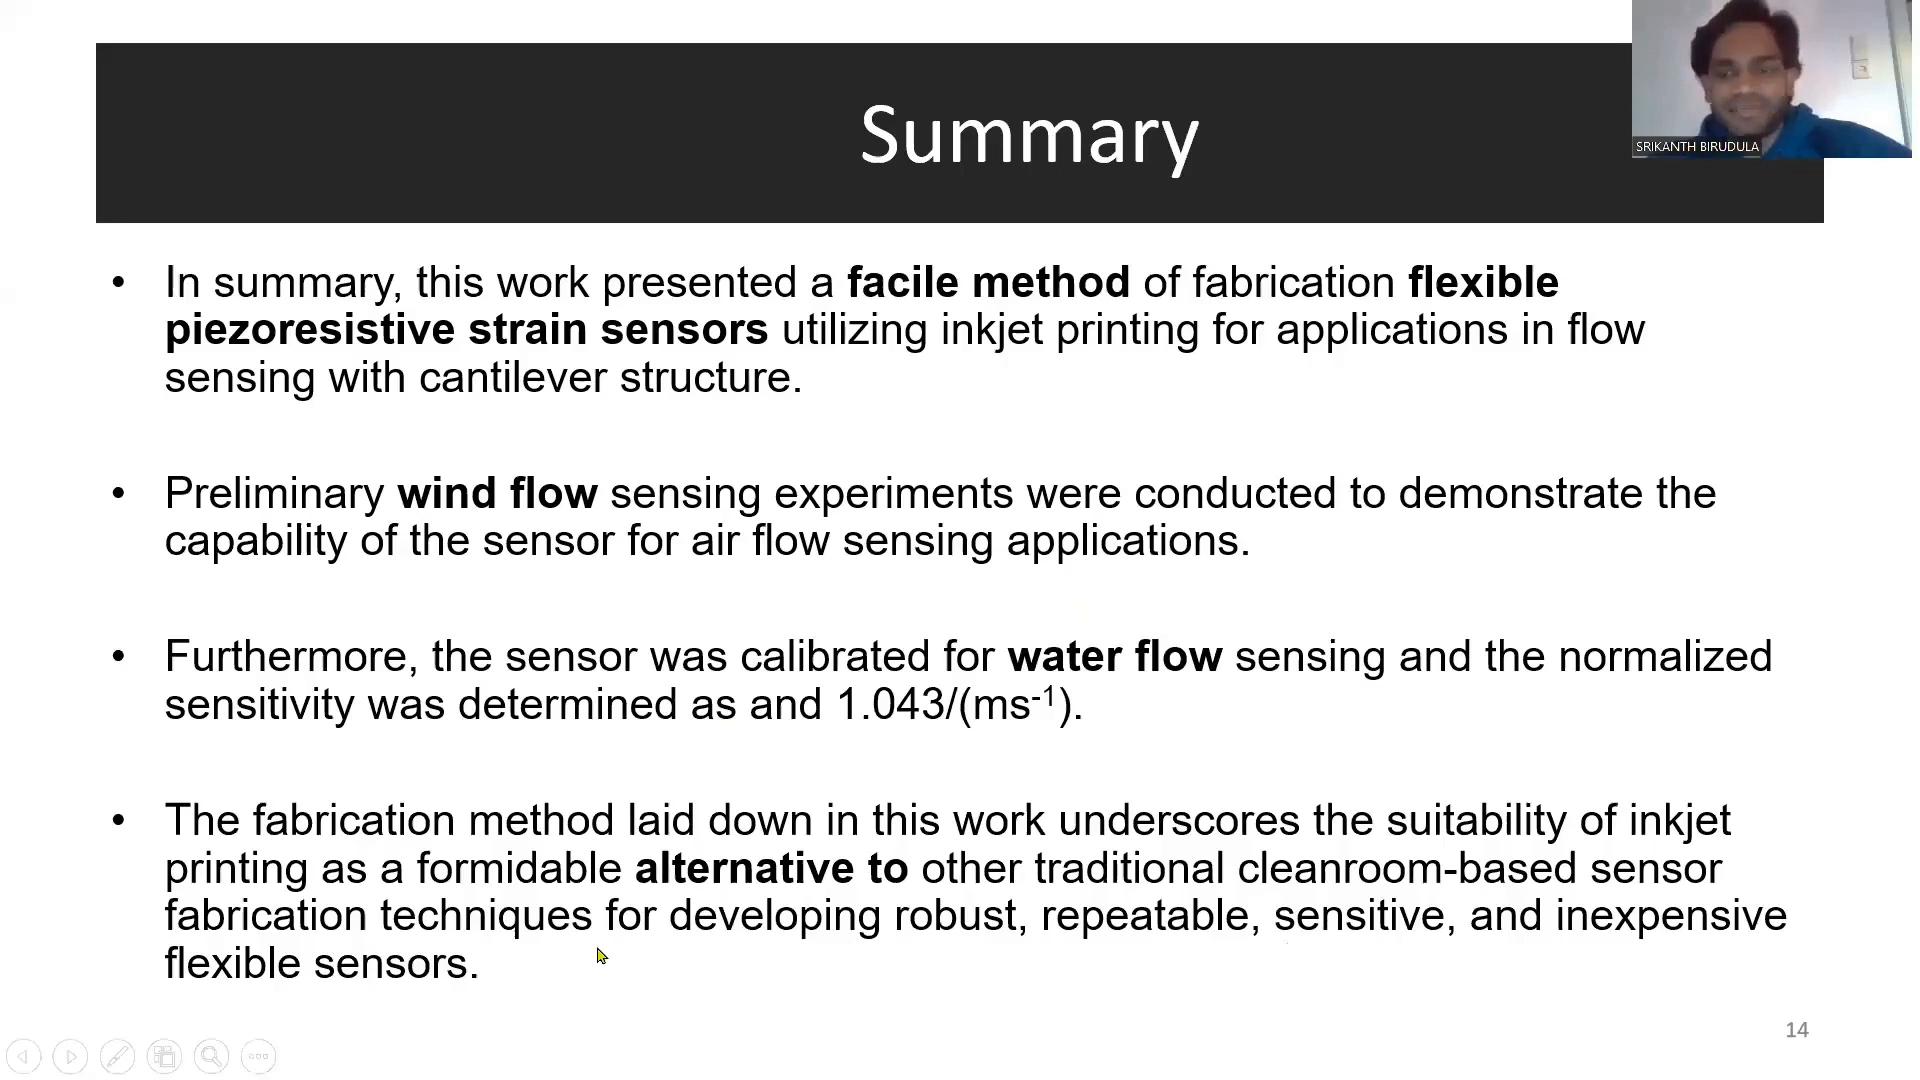 Summary
SRIKANTH BIRUDULA
• In summary, this work presented a facile method of fabrication flexible
piezoresistive strain sensors utilizing inkjet printing for applications in flow
sensing with cantilever structure.
• Preliminary wind flow sensing experiments were conducted to demonstrate the
capability of the sensor for air flow sensing applications.
• Furthermore, the sensor was calibrated for water flow sensing and the normalized
sensitivity was determined as and 1.043/(ms⁻¹).
• The fabrication method laid down in this work underscores the suitability of inkjet
printing as a formidable alternative to other traditional cleanroom-based sensor
fabrication techniques for developing robust, repeatable, sensitive, and inexpensive
flexible sensors.
14